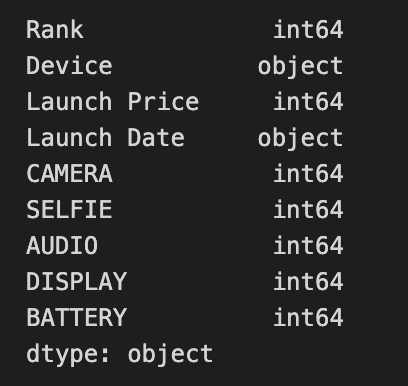 Rank                 int64
Device              object
Launch Price         int64
Launch Date         object
CAMERA               int64
SELFIE               int64
AUDIO                int64
DISPLAY              int64
BATTERY              int64
dtype: object